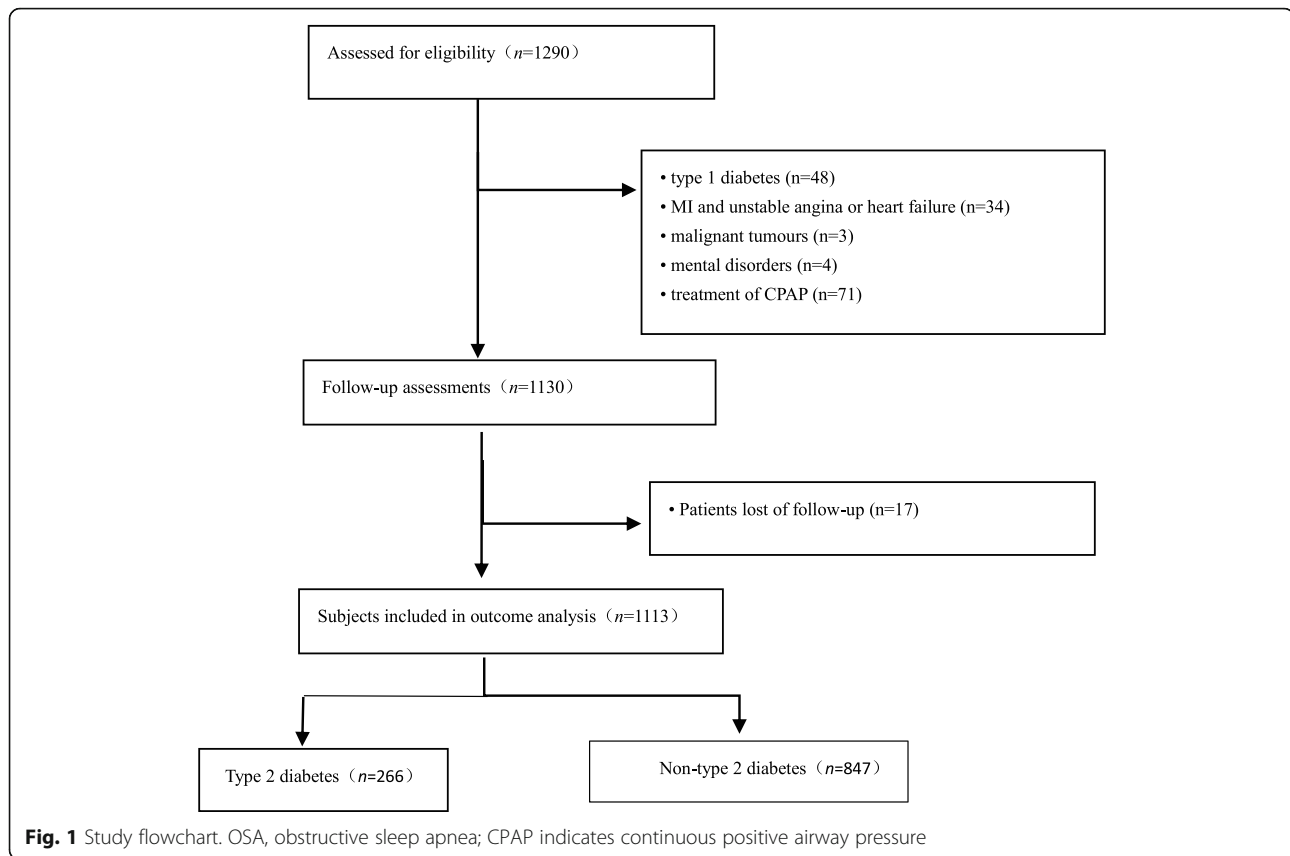 Assessed for eligibility（n=1290）
• type 1 diabetes (n=48)
• MI and unstable angina or heart failure (n=34)
• malignant tumours (n=3)
• mental disorders (n=4)
• treatment of CPAP (n=71)
Follow-up assessments（n=1130）
• Patients lost of follow-up (n=17)
Subjects included in outcome analysis（n=1113）
Type 2 diabetes（n=266）
Non-type 2 diabetes（n=847）
Fig. 1 Study flowchart. OSA, obstructive sleep apnea; CPAP indicates continuous positive airway pressure